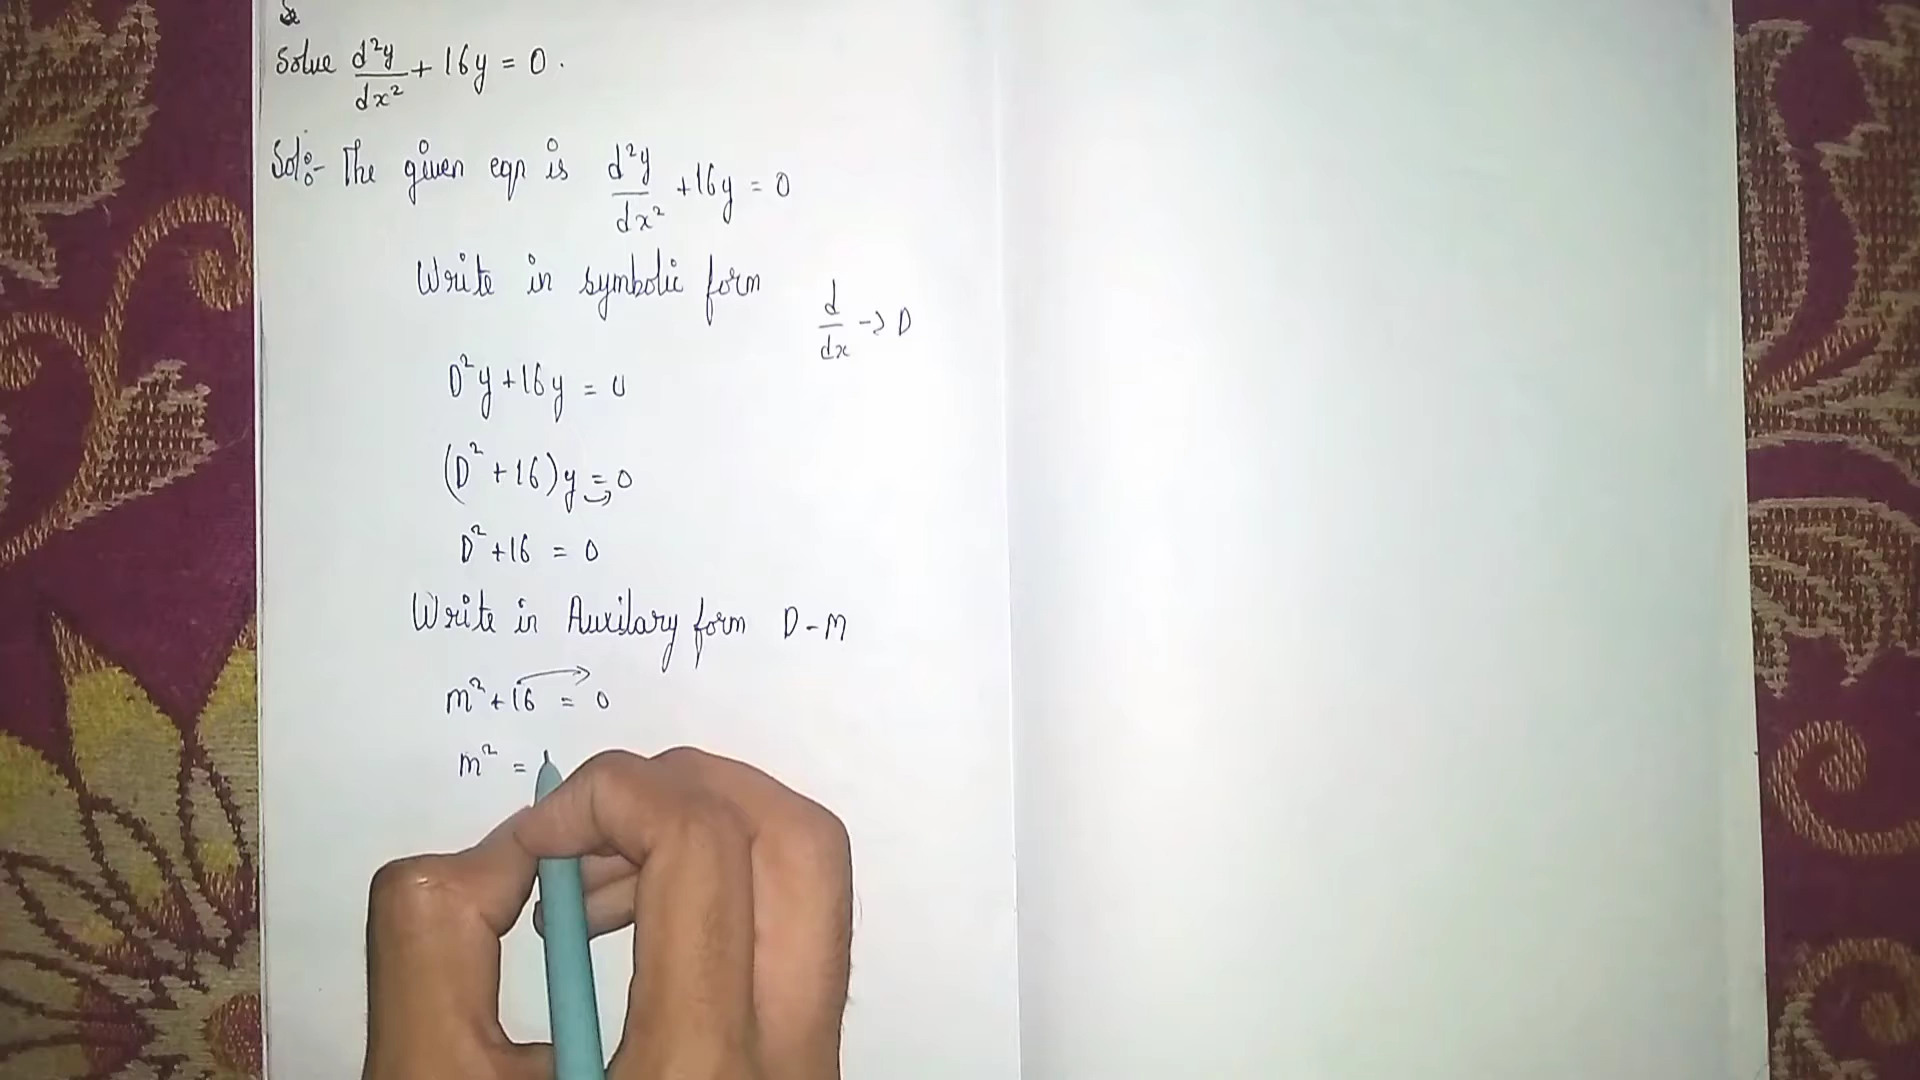 Solve d²y/dx² + 16y = 0.
Sol:- The given eqn is d²y/dx² + 16y = 0
Write in symbolic form
d/dx -> D
D²y + 16y = 0
(D² + 16)y = 0
D² + 16 = 0
Write in Auxilary form D - M
m² + 16 = 0
m² =